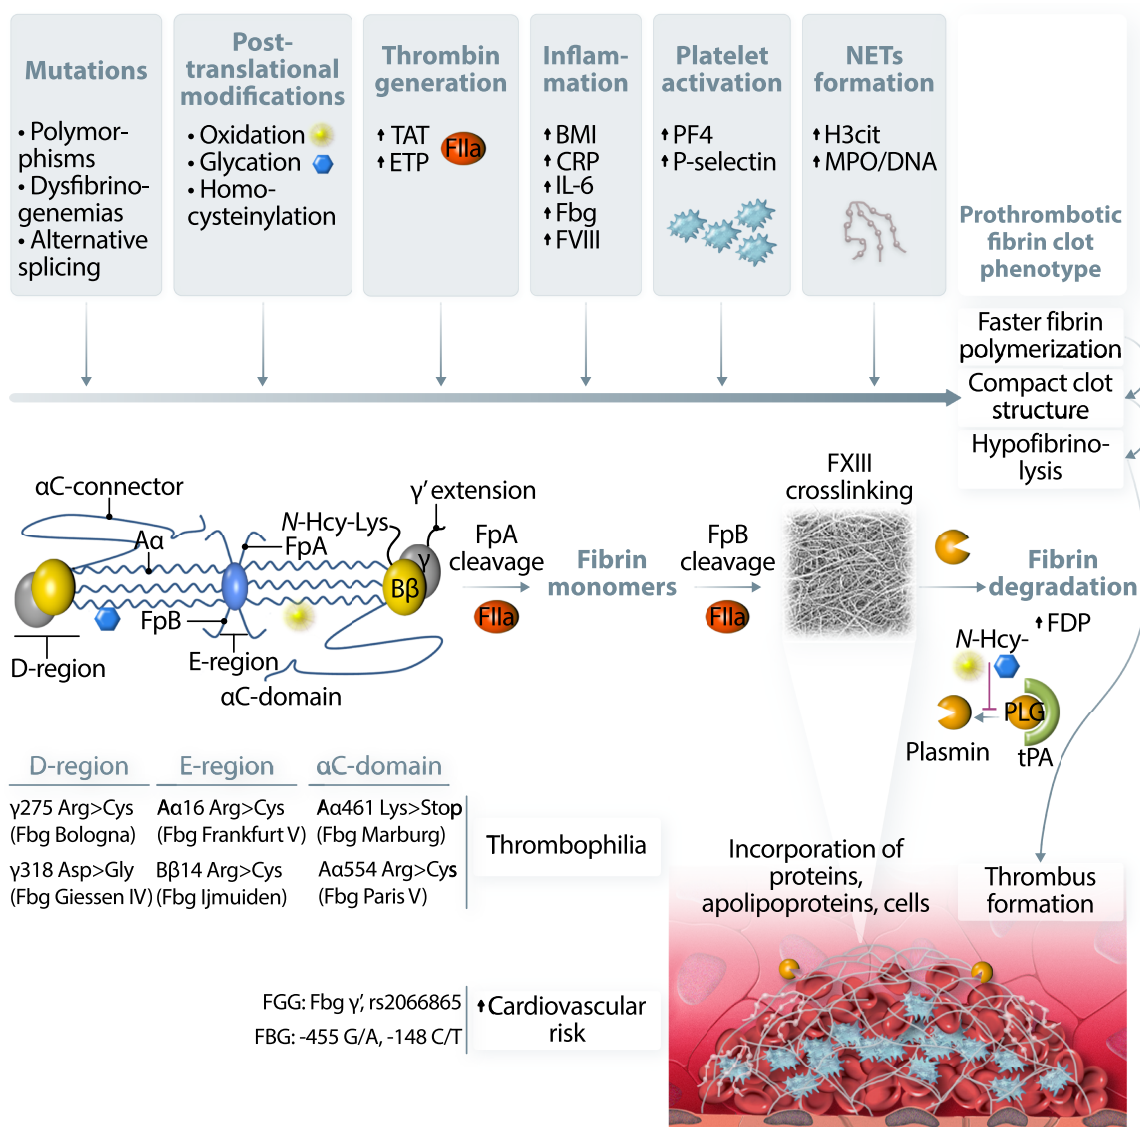 Mutations
• Polymor-
phisms
• Dysfibrino-
genemias
• Alternative
splicing
Post-
translational
modifications
• Oxidation
• Glycation
• Homo-
cysteinylation
Thrombin
generation
⬆ TAT
⬆ ETP
FIIa
Inflam-
mation
⬆ BMI
⬆ CRP
⬆ IL-6
⬆ Fbg
⬆ FVIII
Platelet
activation
⬆ PF4
⬆ P-selectin
NETs
formation
⬆ H3cit
⬆ MPO/DNA
Prothrombotic
fibrin clot
phenotype
Faster fibrin
polymerization
Compact clot
structure
Hypofibrino-
lysis
αC-connector
Aα
N-Hcy-Lys
FpA
γ’ extension
γ
Bβ
FpB
D-region
E-region
αC-domain
FpA
cleavage
FIIa
Fibrin
monomers
FpB
cleavage
FIIa
FXIII
crosslinking
Fibrin
degradation
⬆ FDP
N-Hcy-
PLG
Plasmin
tPA
D-region
γ275 Arg>Cys
(Fbg Bologna)
γ318 Asp>Gly
(Fbg Giessen IV)
E-region
Aα16 Arg>Cys
(Fbg Frankfurt V)
Bβ14 Arg>Cys
(Fbg Ijmuiden)
αC-domain
Aα461 Lys>Stop
(Fbg Marburg)
Aα554 Arg>Cys
(Fbg Paris V)
Thrombophilia
FGG: Fbg γ’, rs2066865
FBG: -455 G/A, -148 C/T
⬆ Cardiovascular
risk
Incorporation of
proteins,
apolipoproteins, cells
Thrombus
formation